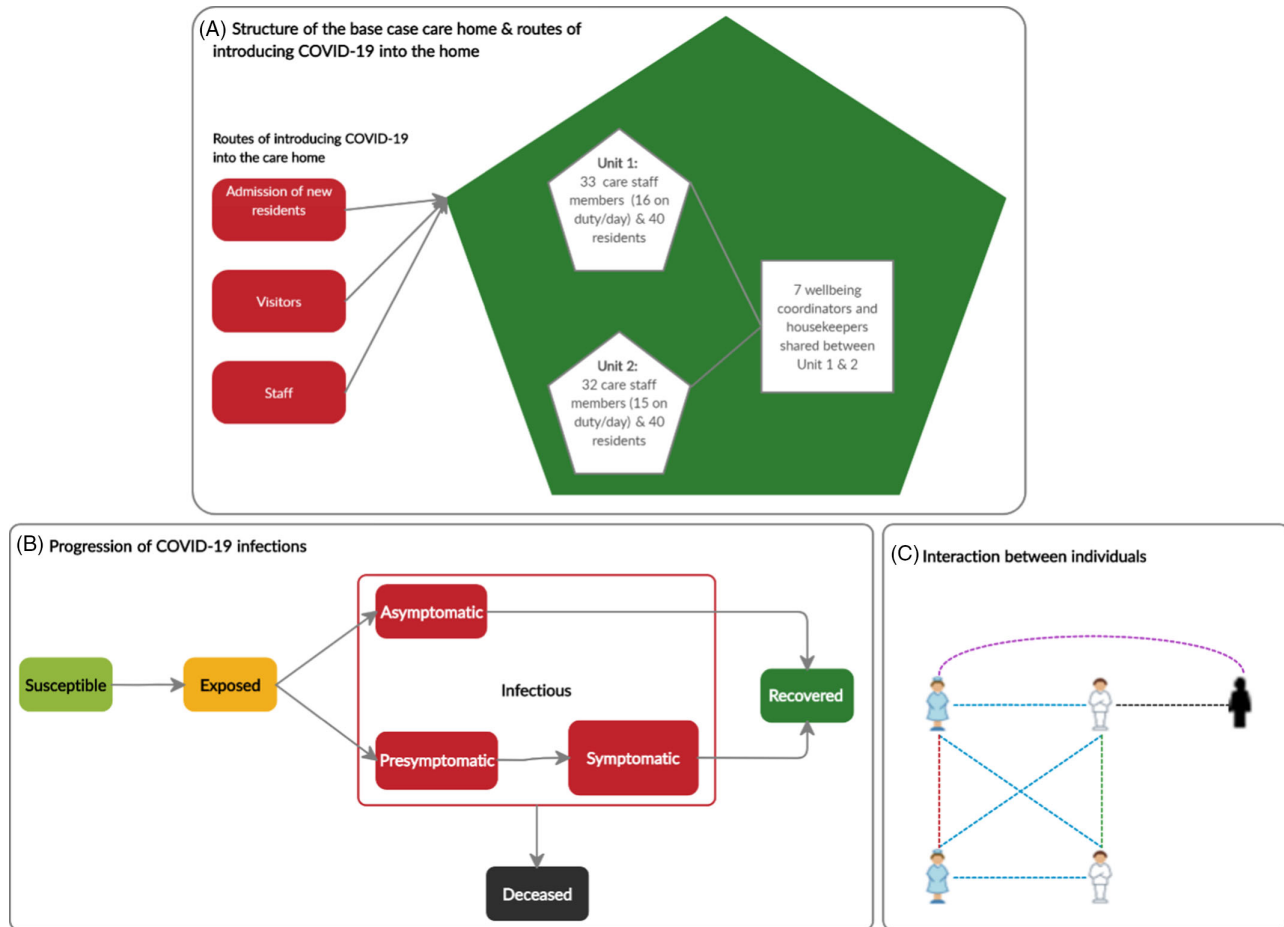 (A) Structure of the base case care home & routes of
introducing COVID-19 into the home
Routes of introducing COVID-19
into the care home
Admission of new
residents
Visitors
Staff
Unit 1:
33 care staff
members (16 on
duty/day) & 40
residents
Unit 2:
32 care staff
members (15 on
duty/day) & 40
residents
7 wellbeing
coordinators and
housekeepers
shared between
Unit 1 & 2
(B) Progression of COVID-19 infections
Susceptible
Exposed
Asymptomatic
Infectious
Presymptomatic
Symptomatic
Recovered
Deceased
(C) Interaction between individuals